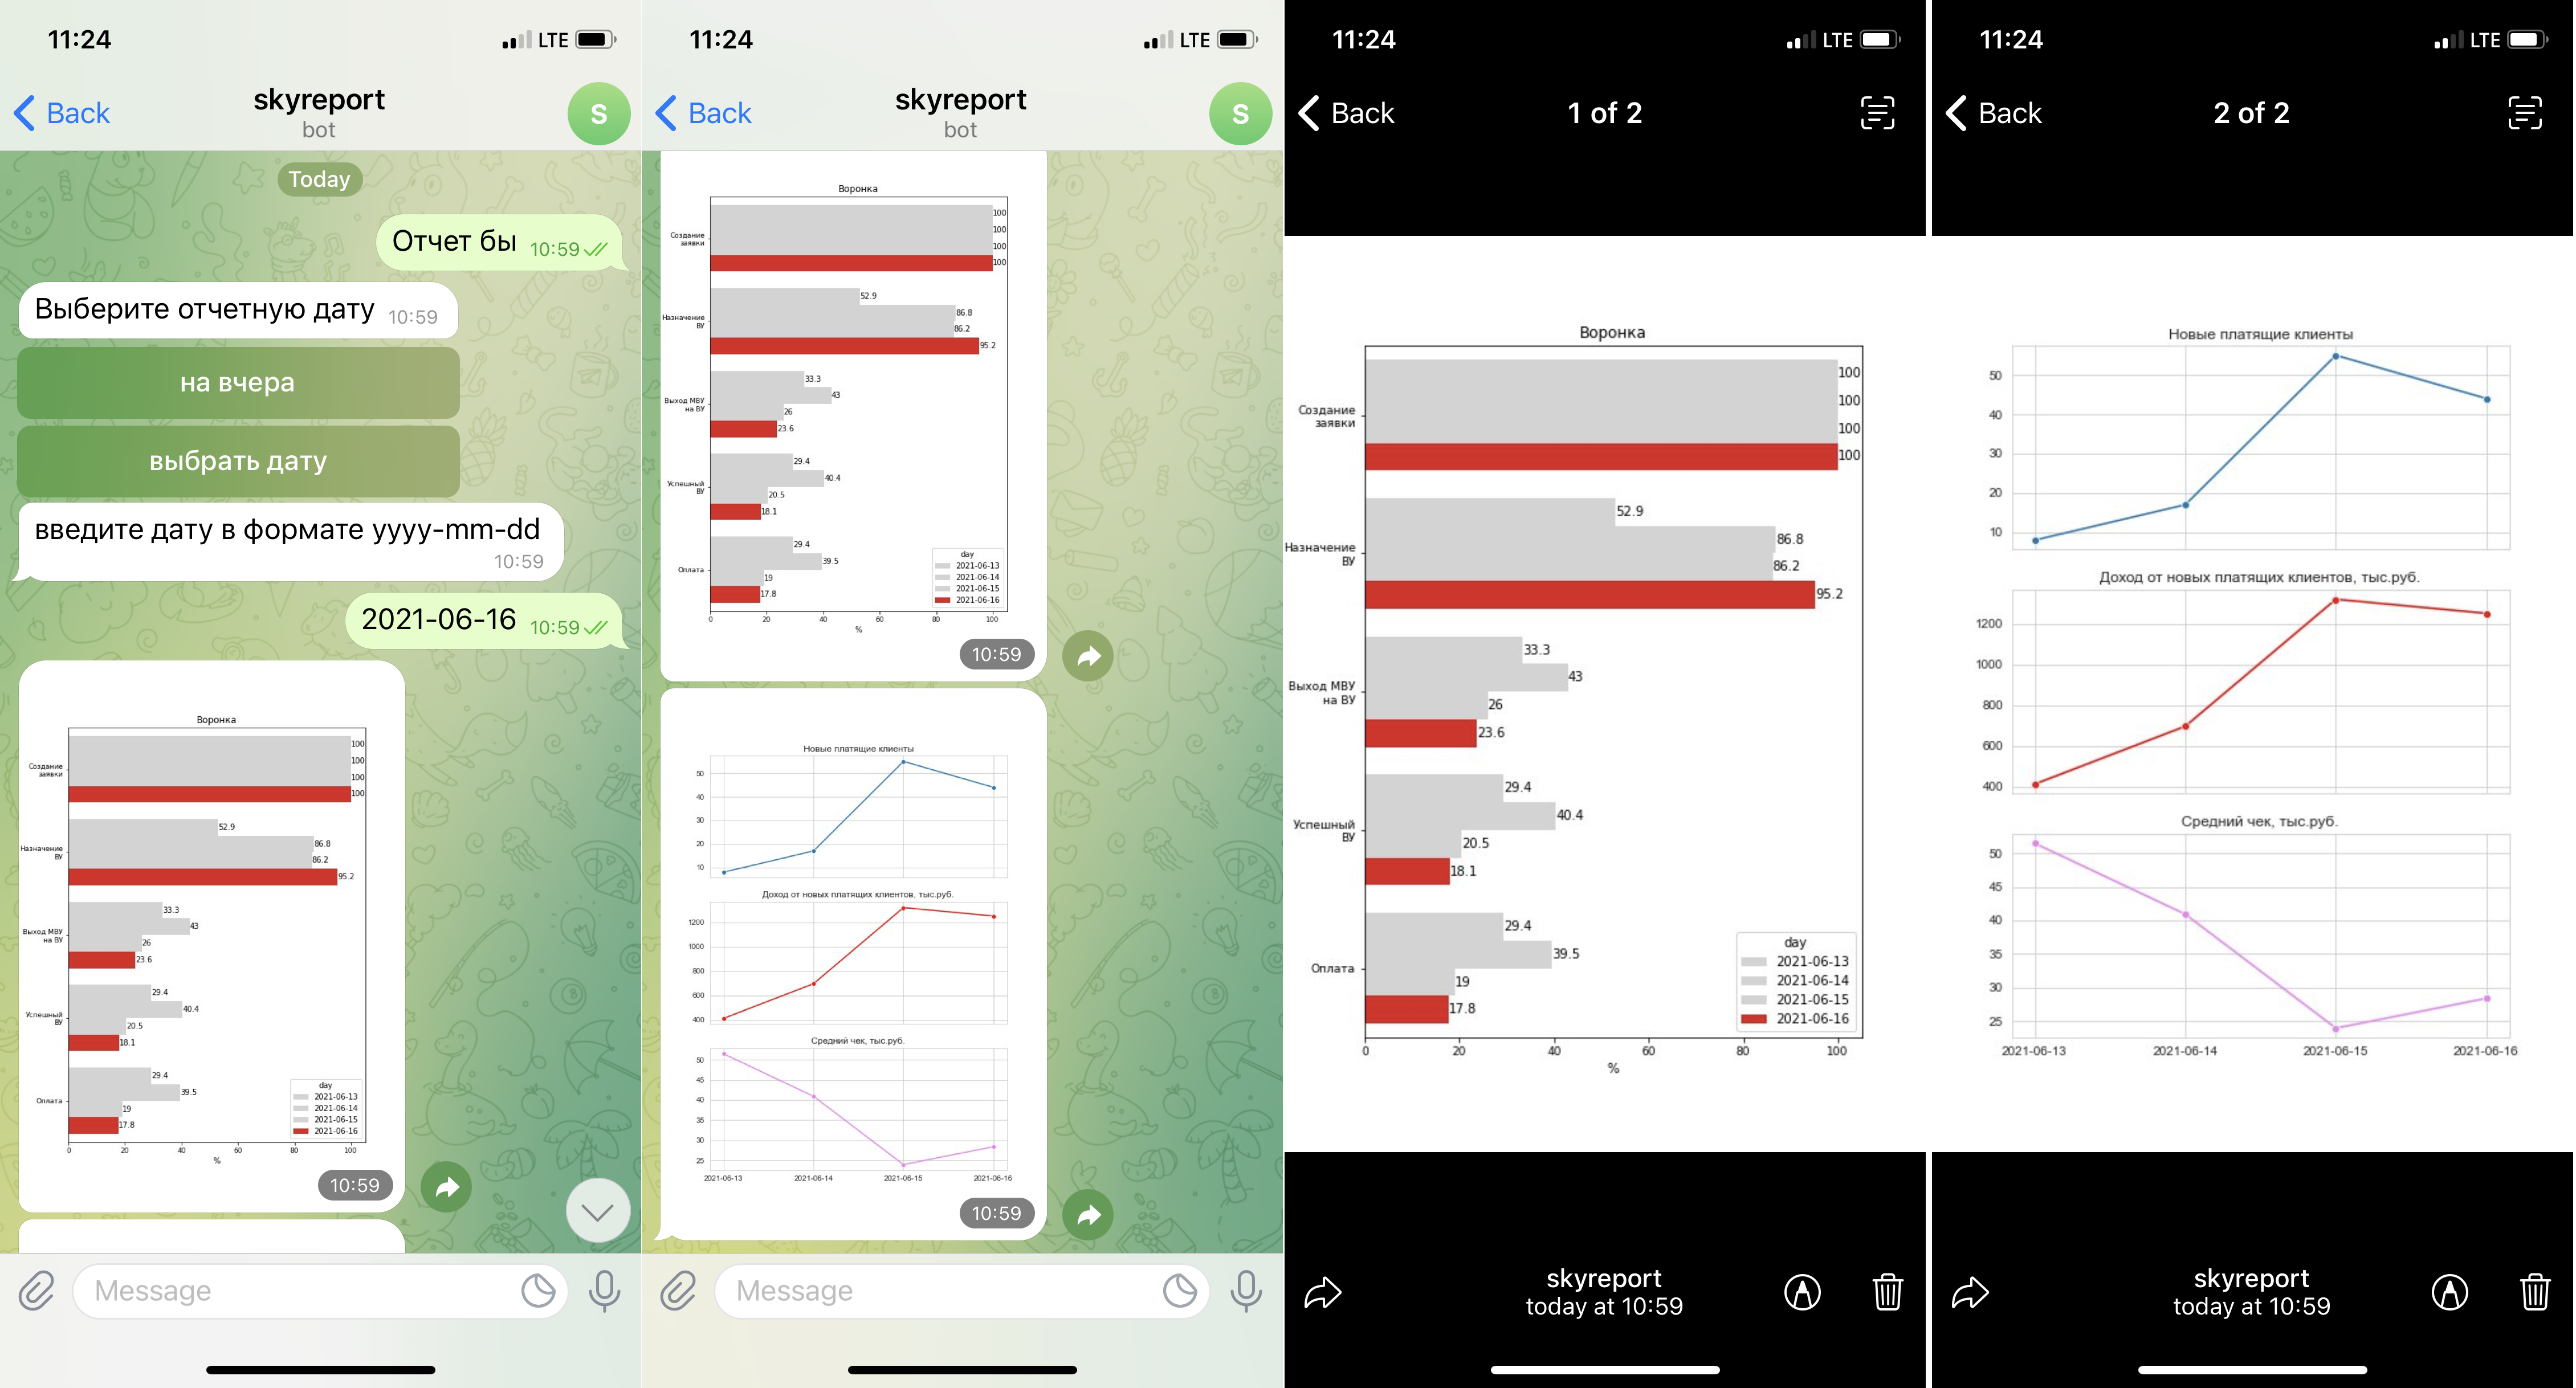 11:24
LTE
Back
skyreport
bot
S
Today
Отчет бы 10:59
Выберите отчетную дату 10:59
на вчера
выбрать дату
введите дату в формате yyyy-mm-dd
10:59
2021-06-16 10:59
Воронка
Создание
заявки
100
100
100
100
Назначение
ВУ
52.9
86.8
86.2
95.2
Выход МВУ
на ВУ
33.3
43
26
23.6
Успешный
ВУ
29.4
40.4
20.5
18.1
Оплата
29.4
39.5
19
17.8
day
2021-06-13
2021-06-14
2021-06-15
2021-06-16
0 20 40 60 80 100
%
10:59
Message
11:24
LTE
Back
skyreport
bot
S
Воронка
Создание
заявки
100
100
100
100
Назначение
ВУ
52.9
86.8
86.2
95.2
Выход МВУ
на ВУ
33.3
43
26
23.6
Успешный
ВУ
29.4
40.4
20.5
18.1
Оплата
29.4
39.5
19
17.8
day
2021-06-13
2021-06-14
2021-06-15
2021-06-16
0 20 40 60 80 100
%
10:59
Новые платящие клиенты
50
40
30
20
10
Доход от новых платящих клиентов, тыс.руб.
1200
1000
800
600
400
Средний чек, тыс.руб.
50
45
40
35
30
25
2021-06-13 2021-06-14 2021-06-15 2021-06-16
10:59
Message
11:24
LTE
Back
1 of 2
Воронка
Создание
заявки
100
100
100
100
Назначение
ВУ
52.9
86.8
86.2
95.2
Выход МВУ
на ВУ
33.3
43
26
23.6
Успешный
ВУ
29.4
40.4
20.5
18.1
Оплата
29.4
39.5
19
17.8
day
2021-06-13
2021-06-14
2021-06-15
2021-06-16
0 20 40 60 80 100
%
skyreport
today at 10:59
11:24
LTE
Back
2 of 2
Новые платящие клиенты
50
40
30
20
10
Доход от новых платящих клиентов, тыс.руб.
1200
1000
800
600
400
Средний чек, тыс.руб.
50
45
40
35
30
25
2021-06-13 2021-06-14 2021-06-15 2021-06-16
skyreport
today at 10:59